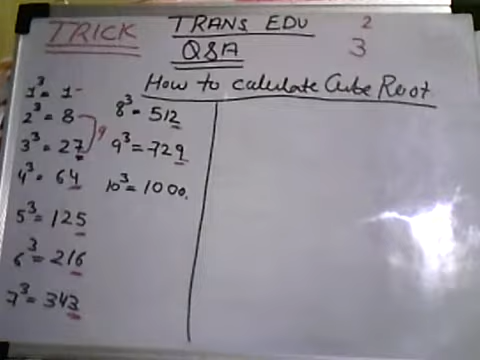 TRICK
TRANS EDU
Q&A
2
3
How to calculate Cube Root
1³ = 1
2³ = 8
3³ = 27
9
4³ = 64
5³ = 125
6³ = 216
7³ = 343
8³ = 512
9³ = 729
10³ = 1000.